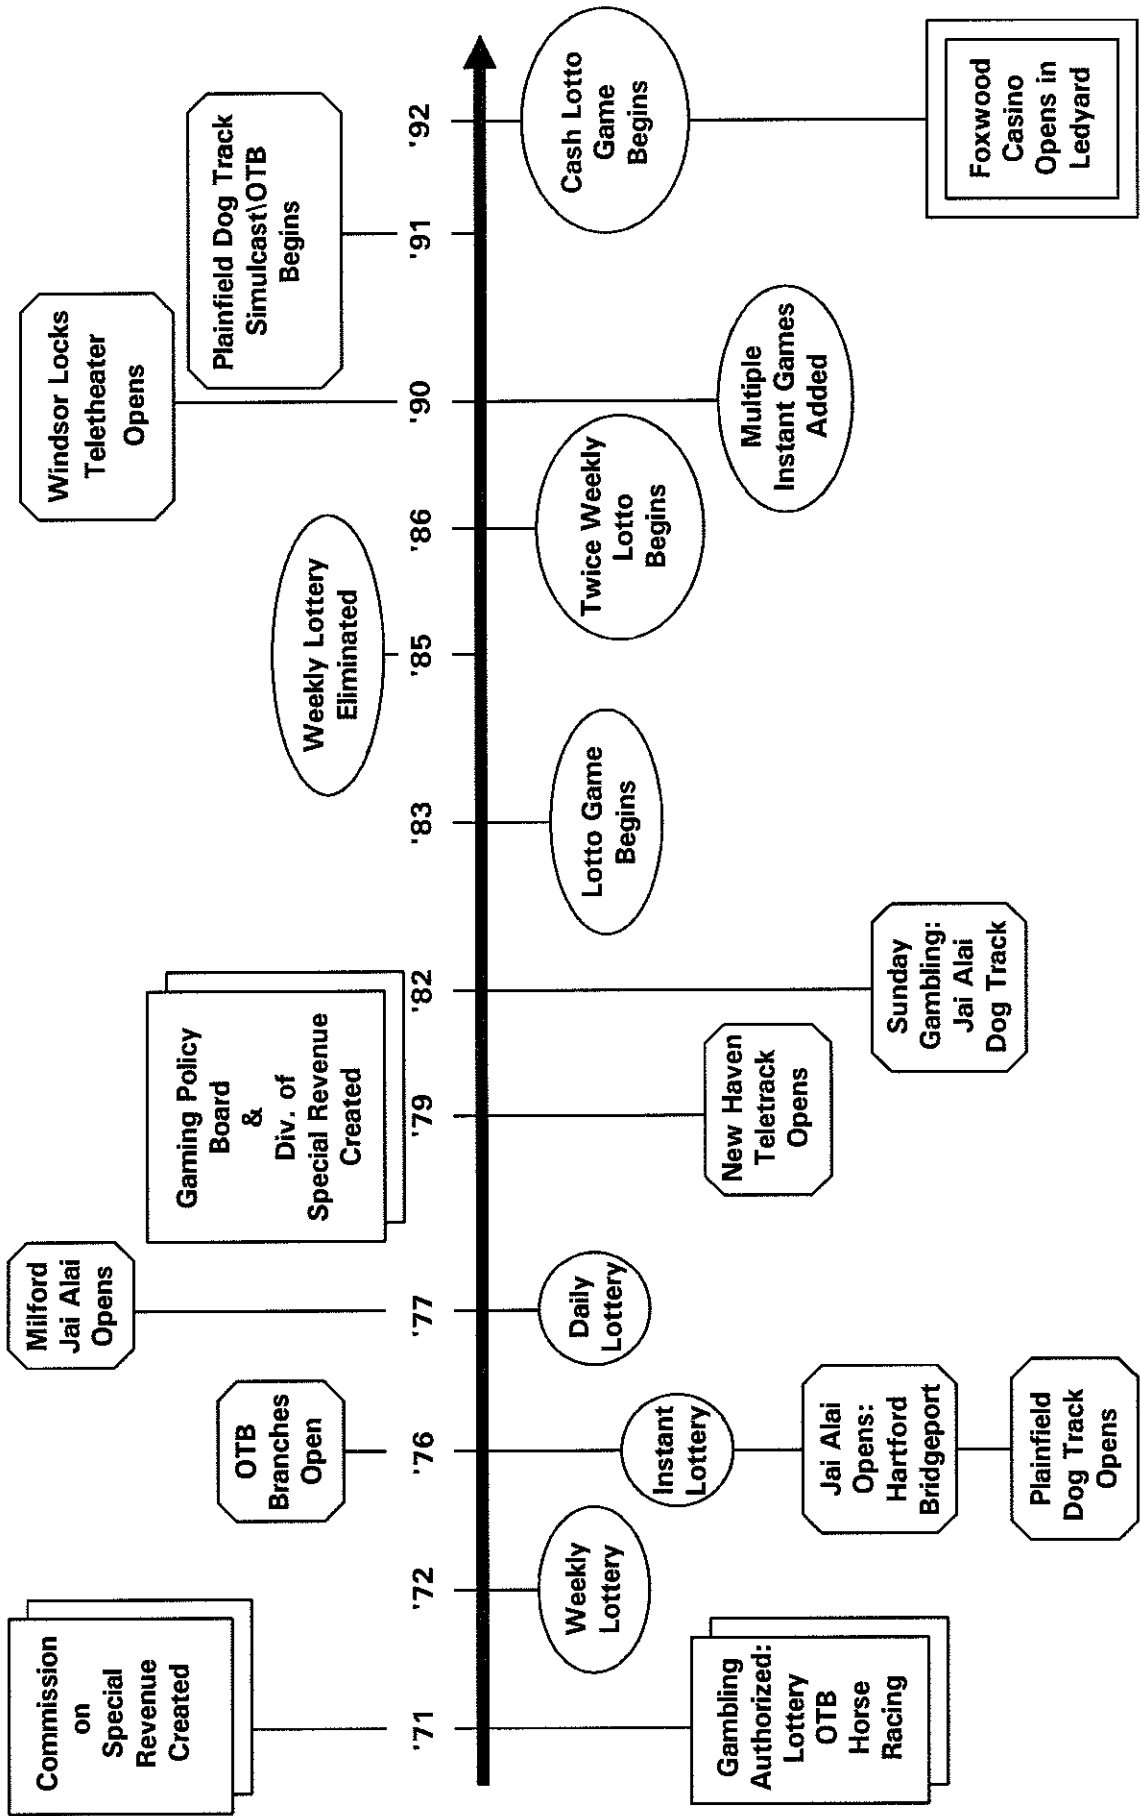 Commission
on
Special
Revenue
Created
OTB
Branches
Open
Milford
Jai Alai
Opens
Gaming Policy
Board
&
Div. of
Special Revenue
Created
Weekly Lottery
Eliminated
Windsor Locks
Teletheater
Opens
Plainfield Dog Track
Simulcast\OTB
Begins
'71
'72
'76
'77
'79
'82
'83
'85
'86
'90
'91
'92
Gambling
Authorized:
Lottery
OTB
Horse
Racing
Weekly
Lottery
Instant
Lottery
Jai Alai
Opens:
Hartford
Bridgeport
Plainfield
Dog Track
Opens
Daily
Lottery
New Haven
Teletrack
Opens
Sunday
Gambling:
Jai Alai
Dog Track
Lotto Game
Begins
Twice Weekly
Lotto
Begins
Multiple
Instant Games
Added
Cash Lotto
Game
Begins
Foxwood
Casino
Opens in
Ledyard